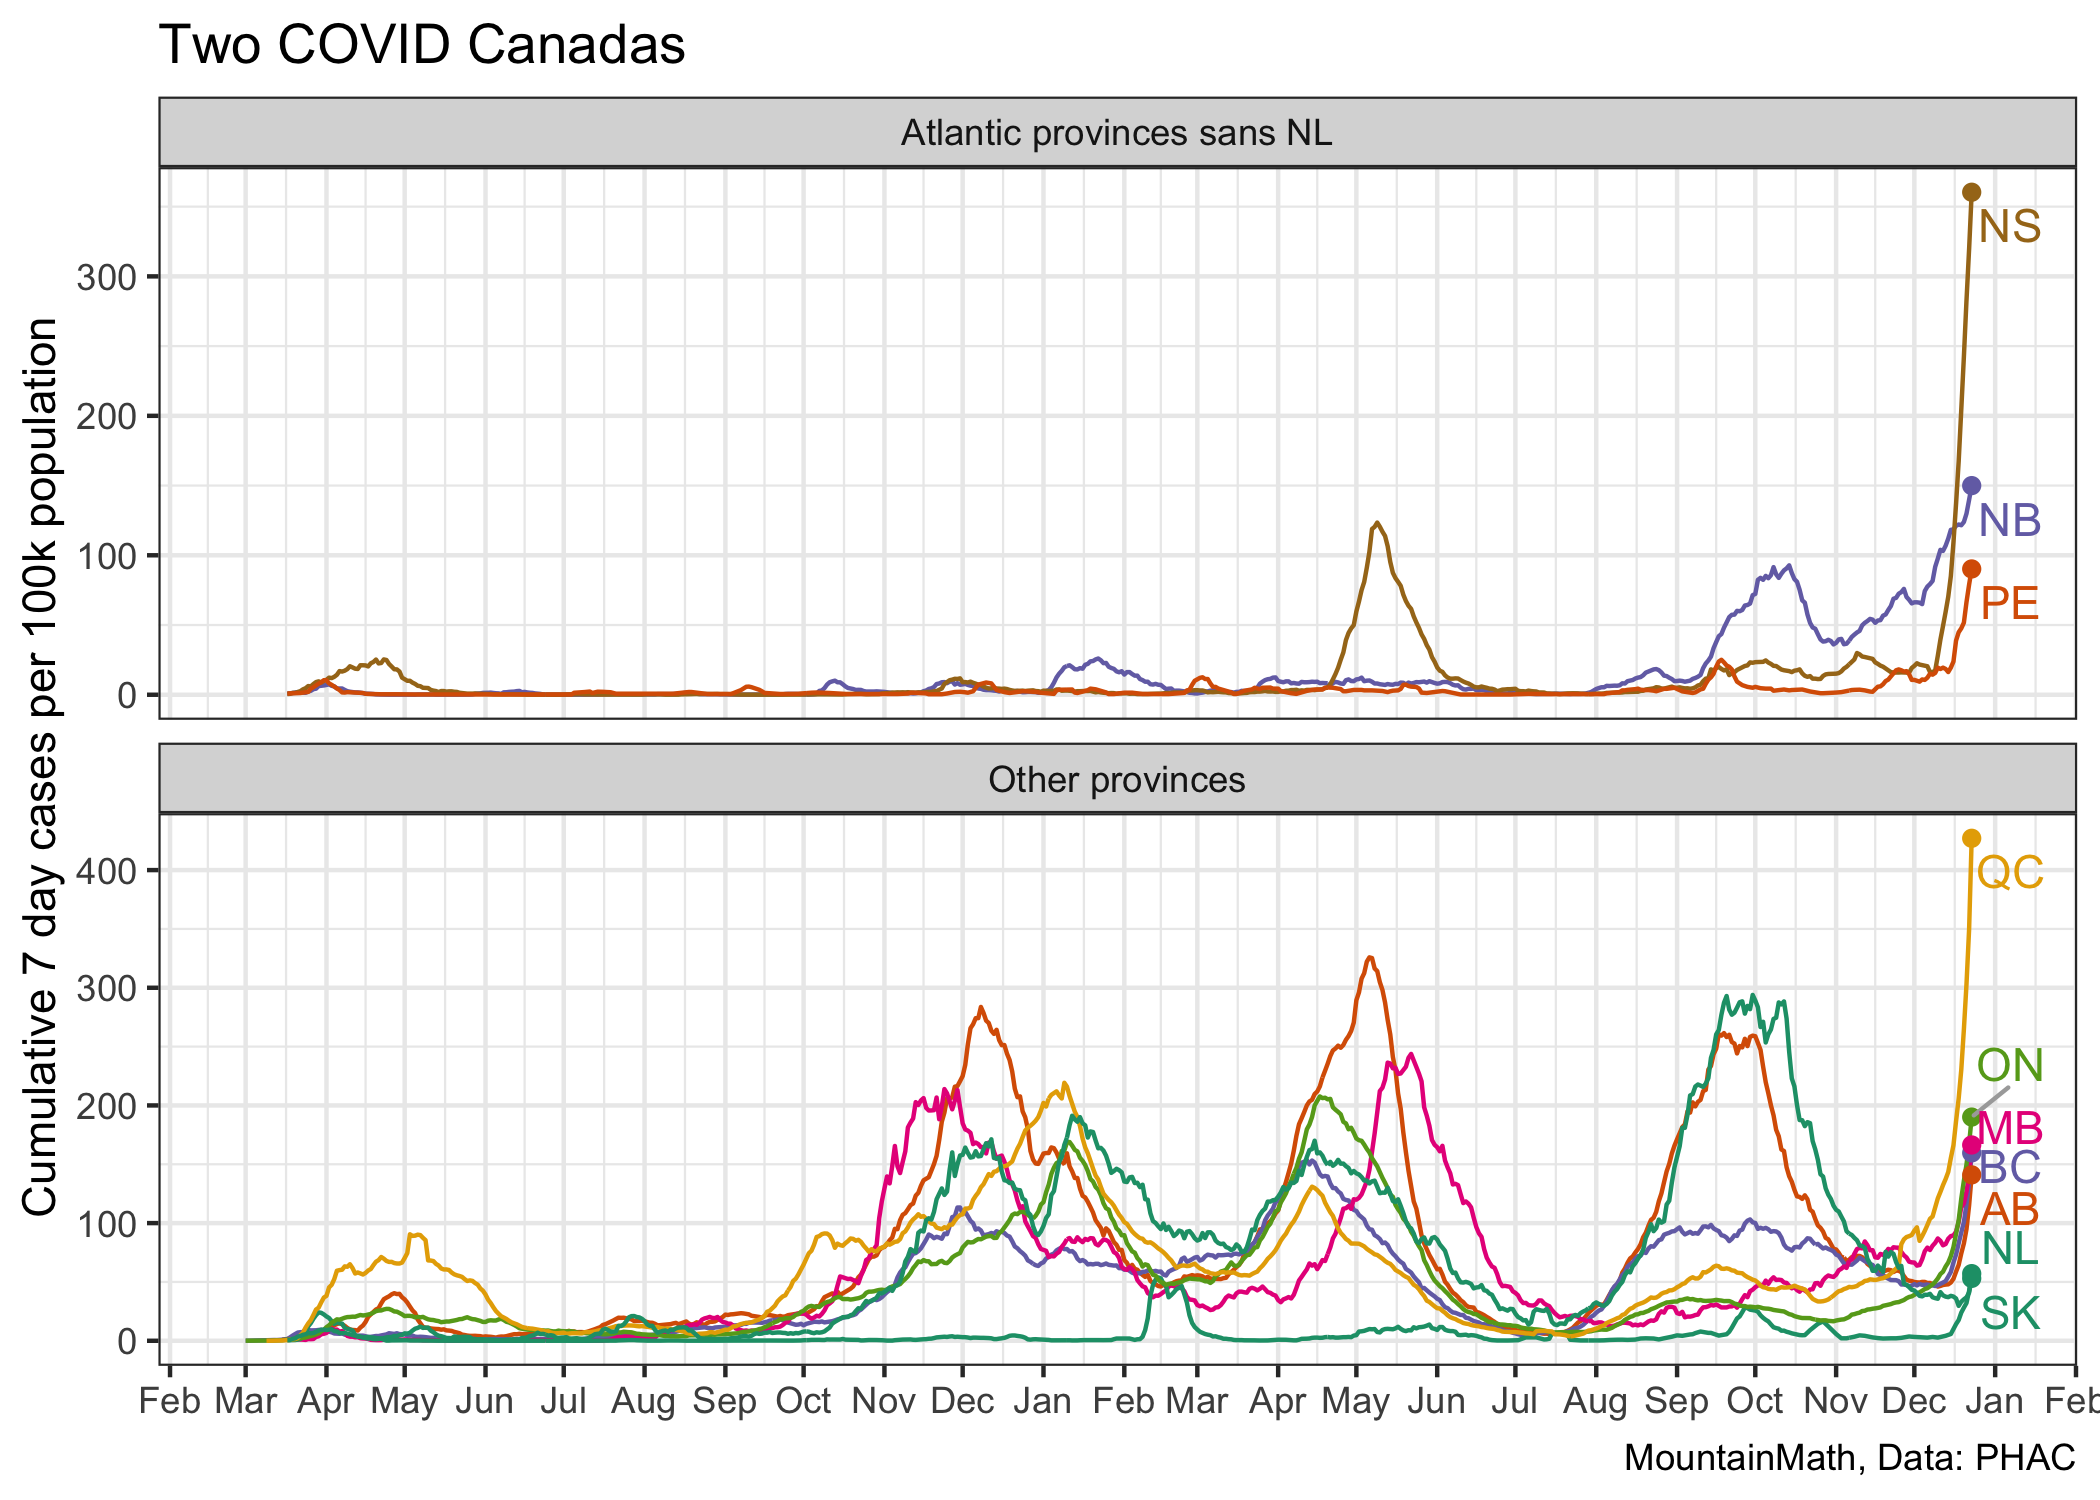 Two COVID Canadas
Atlantic provinces sans NL
300
200
100
0
NS
NB
PE
Cumulative 7 day cases per 100k population
Other provinces
400
300
200
100
0
QC
ON
MB
BC
AB
NL
SK
Feb Mar Apr May Jun Jul Aug Sep Oct Nov Dec Jan Feb Mar Apr May Jun Jul Aug Sep Oct Nov Dec Jan Feb
MountainMath, Data: PHAC